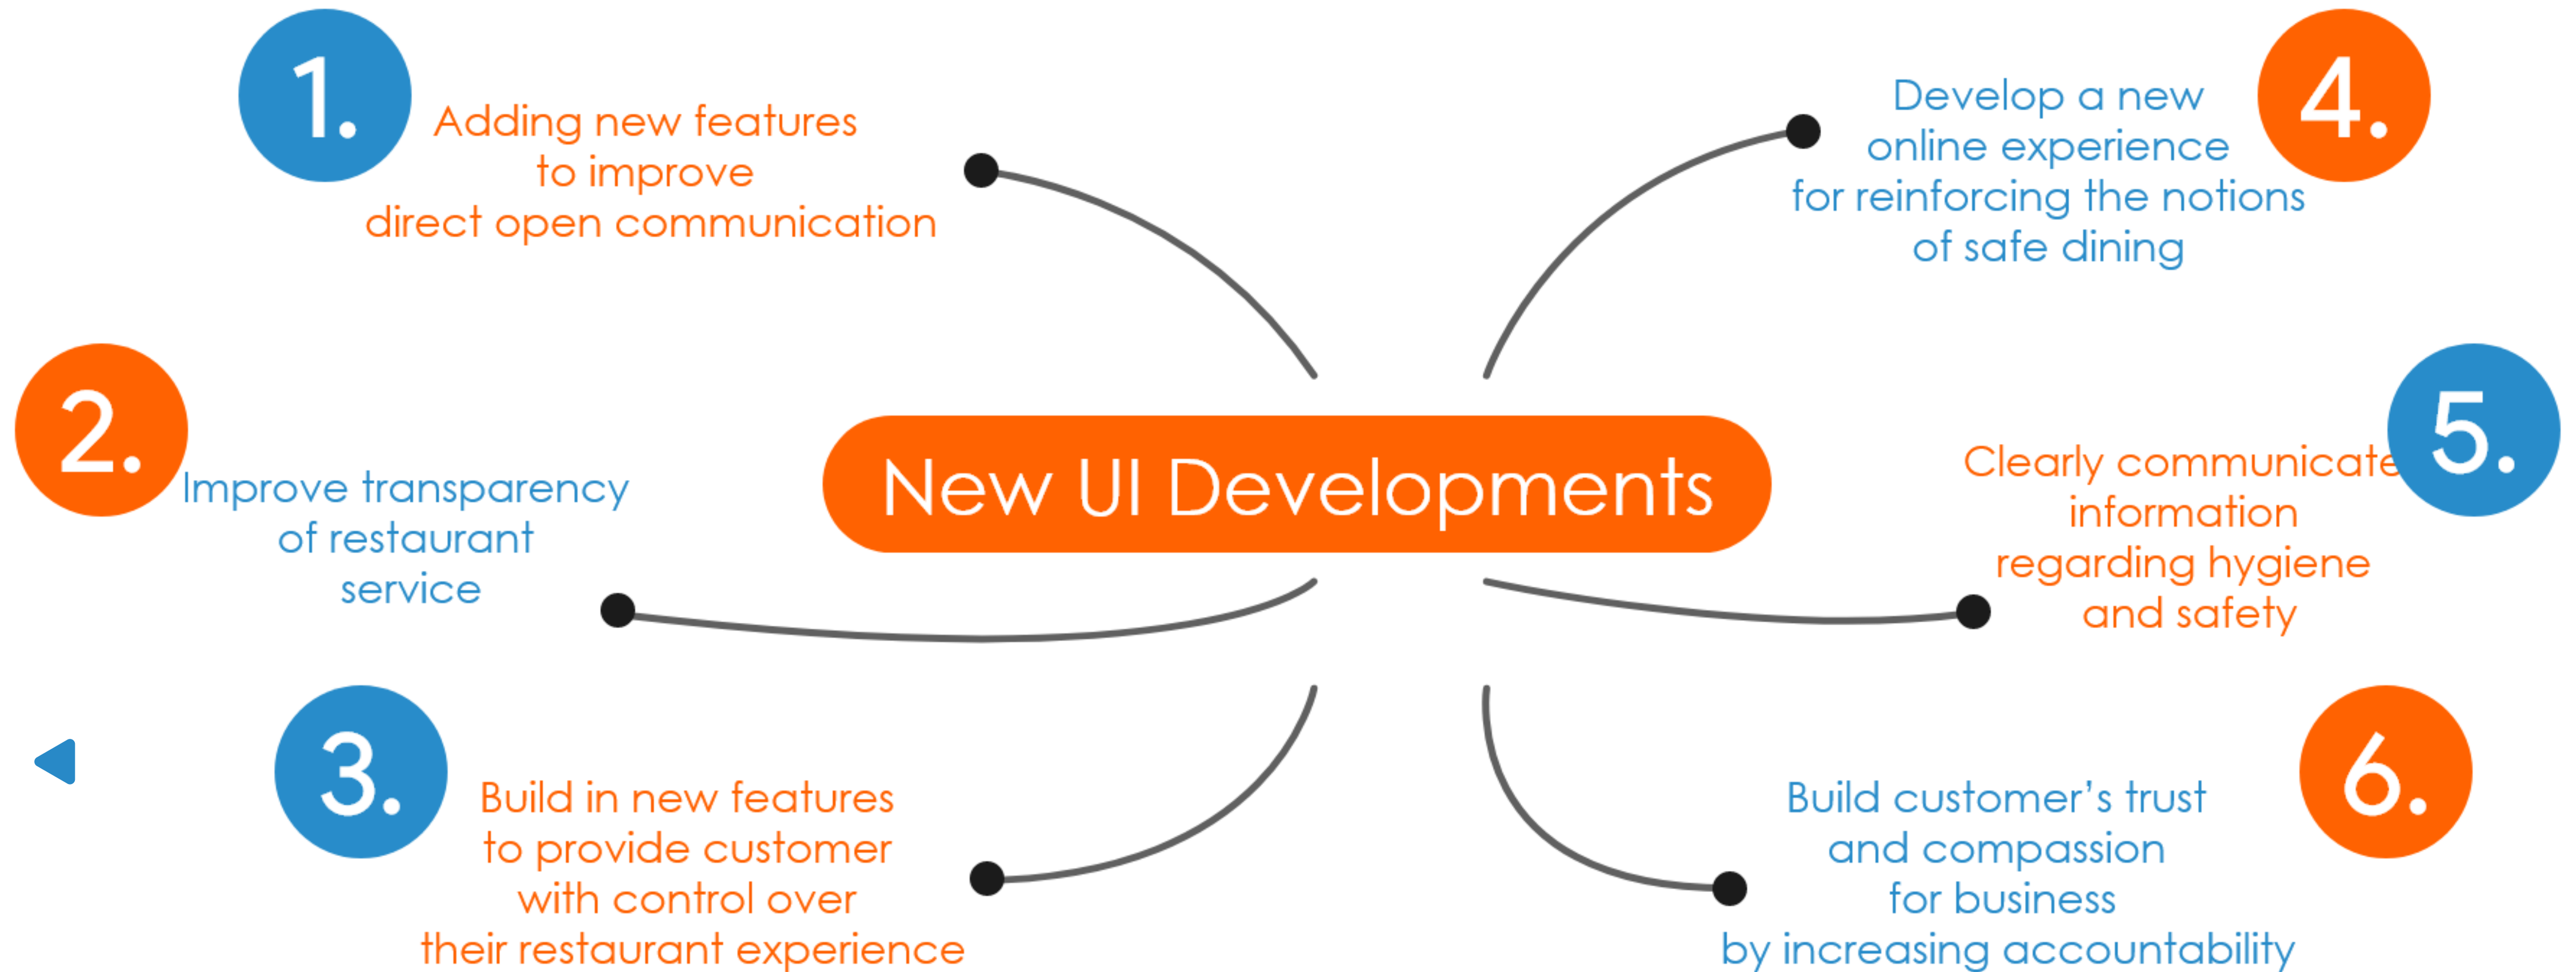 1.
Adding new features
to improve
direct open communication
2.
Improve transparency
of restaurant
service
3.
Build in new features
to provide customer
with control over
their restaurant experience
New UI Developments
4.
Develop a new
online experience
for reinforcing the notions
of safe dining
5.
Clearly communicate
information
regarding hygiene
and safety
6.
Build customer’s trust
and compassion
for business
by increasing accountability